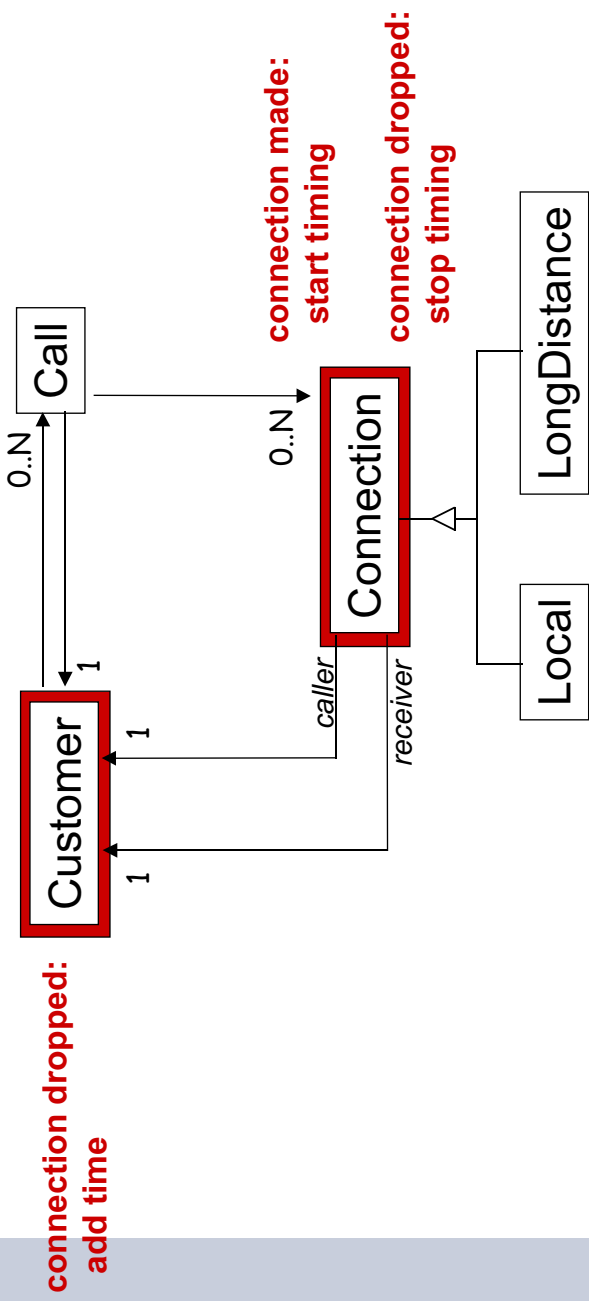 connection dropped:
add time
Customer
0..N
Call
1
1
1
caller
receiver
0..N
connection made:
start timing
Connection
connection dropped:
stop timing
Local
LongDistance